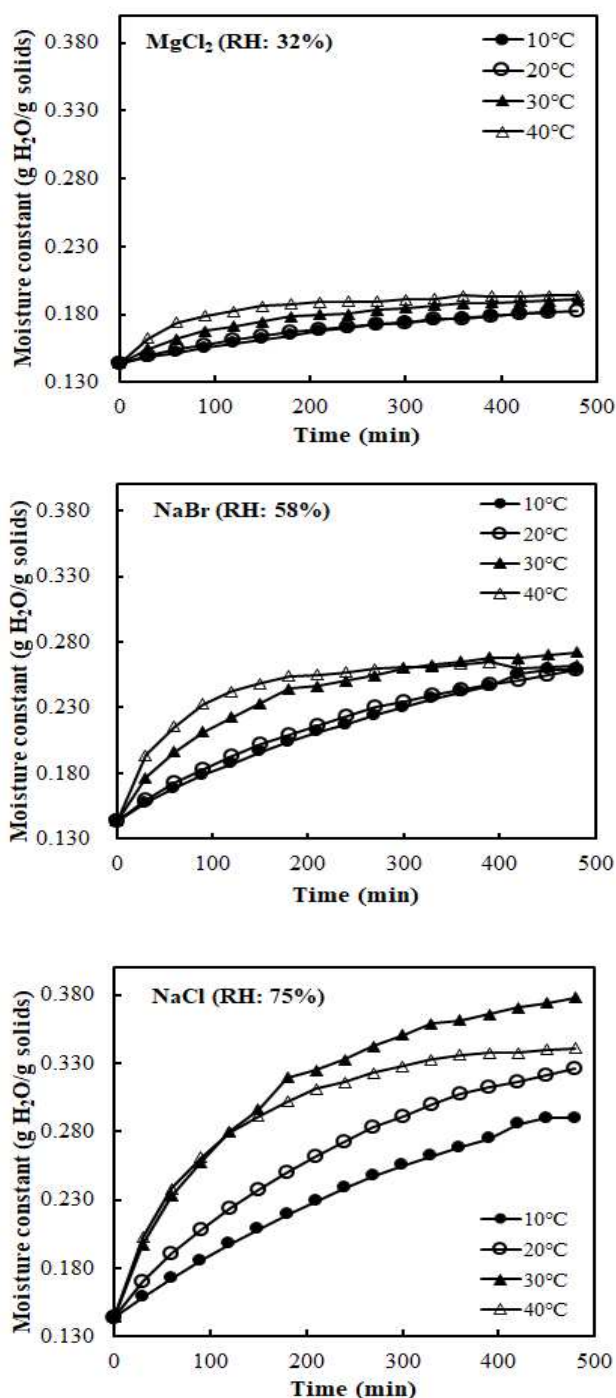 MgCl₂ (RH: 32%)
10°C
20°C
30°C
40°C
Moisture constant (g H₂O/g solids)
0.380
0.330
0.280
0.230
0.180
0.130
0 100 200 300 400 500
Time (min)
NaBr (RH: 58%)
10°C
20°C
30°C
40°C
Moisture constant (g H₂O/g solids)
0.380
0.330
0.280
0.230
0.180
0.130
0 100 200 300 400 500
Time (min)
NaCl (RH: 75%)
10°C
20°C
30°C
40°C
Moisture constant (g H₂O/g solids)
0.380
0.330
0.280
0.230
0.180
0.130
0 100 200 300 400 500
Time (min)